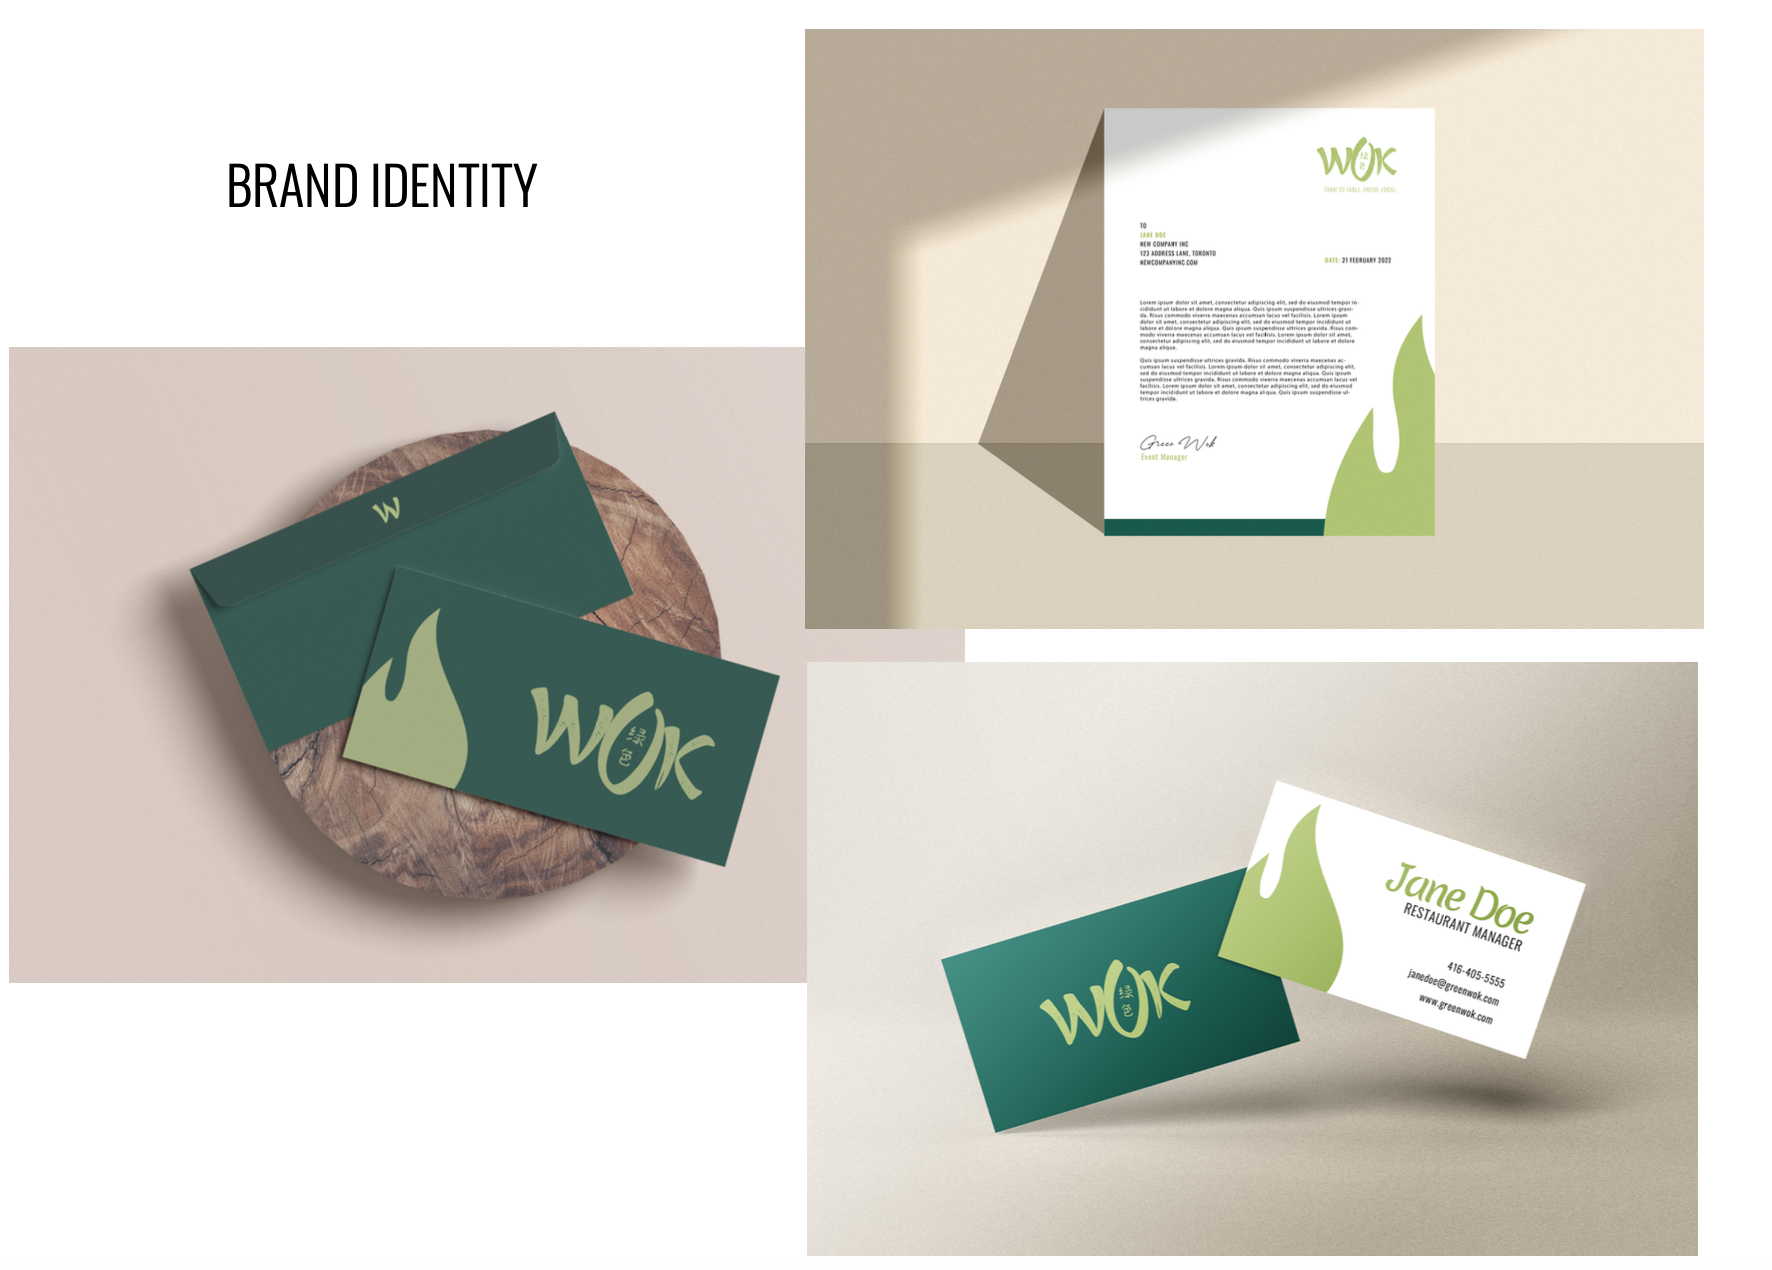 BRAND IDENTITY
WOK
绿色
FARM TO TABLE. FRESH. LOCAL.
TO
JANE DOE
NEW COMPANY INC
123 ADDRESS LANE, TORONTO
NEWCOMPANYINC.COM
DATE: 21 FEBRUARY 2022
Lorem ipsum dolor sit amet, consectetur adipiscing elit, sed do eiusmod tempor in-
cididunt ut labore et dolore magna aliqua. Quis ipsum suspendisse ultrices gravi-
da. Risus commodo viverra maecenas accumsan lacus vel facilisis. Lorem ipsum
dolor sit amet, consectetur adipiscing elit, sed do eiusmod tempor incididunt ut
labore et dolore magna aliqua. Quis ipsum suspendisse ultrices gravida. Risus com-
modo viverra maecenas accumsan lacus vel facilisis. Lorem ipsum dolor sit amet,
consectetur adipiscing elit, sed do eiusmod tempor incididunt ut labore et dolore
magna aliqua.
Quis ipsum suspendisse ultrices gravida. Risus commodo viverra maecenas ac-
cumsan lacus vel facilisis. Lorem ipsum dolor sit amet, consectetur adipiscing elit,
sed do eiusmod tempor incididunt ut labore et dolore magna aliqua. Quis ipsum
suspendisse ultrices gravida. Risus commodo viverra maecenas accumsan lacus vel
facilisis. Lorem ipsum dolor sit amet, consectetur adipiscing elit, sed do eiusmod
tempor incididunt ut labore et dolore magna aliqua. Quis ipsum suspendisse ul-
trices gravida.
Green Wok
Event Manager
W
WOK
绿色
WOK
绿色
Jane Doe
RESTAURANT MANAGER
416-405-5555
janedoe@greenwok.com
www.greenwok.com